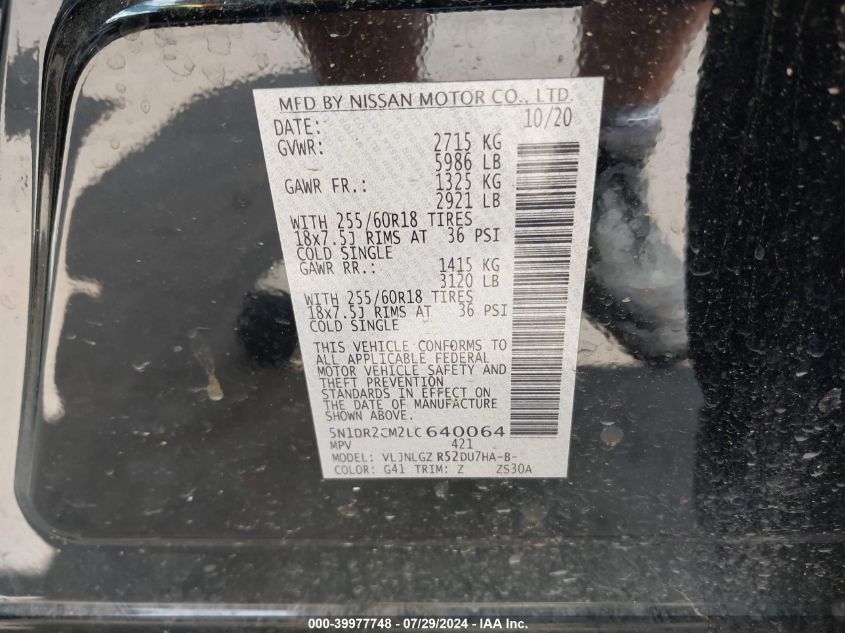 MFD BY NISSAN MOTOR CO., LTD.
DATE: 10/20
GVWR: 2715 KG
5986 LB
GAWR FR.: 1325 KG
2921 LB
WITH 255/60R18 TIRES
18x7.5J RIMS AT 36 PSI
COLD SINGLE
GAWR RR.: 1415 KG
3120 LB
WITH 255/60R18 TIRES
18x7.5J RIMS AT 36 PSI
COLD SINGLE
THIS VEHICLE CONFORMS TO
ALL APPLICABLE FEDERAL
MOTOR VEHICLE SAFETY AND
THEFT PREVENTION
STANDARDS IN EFFECT ON
THE DATE OF MANUFACTURE
SHOWN ABOVE.
5N1DR2CM2LC640064
MPV 421
MODEL: VLJNLGZ R52DU7HA-B-
COLOR: G41 TRIM: Z ZS30A
000-39977748 - 07/29/2024 - IAA Inc.